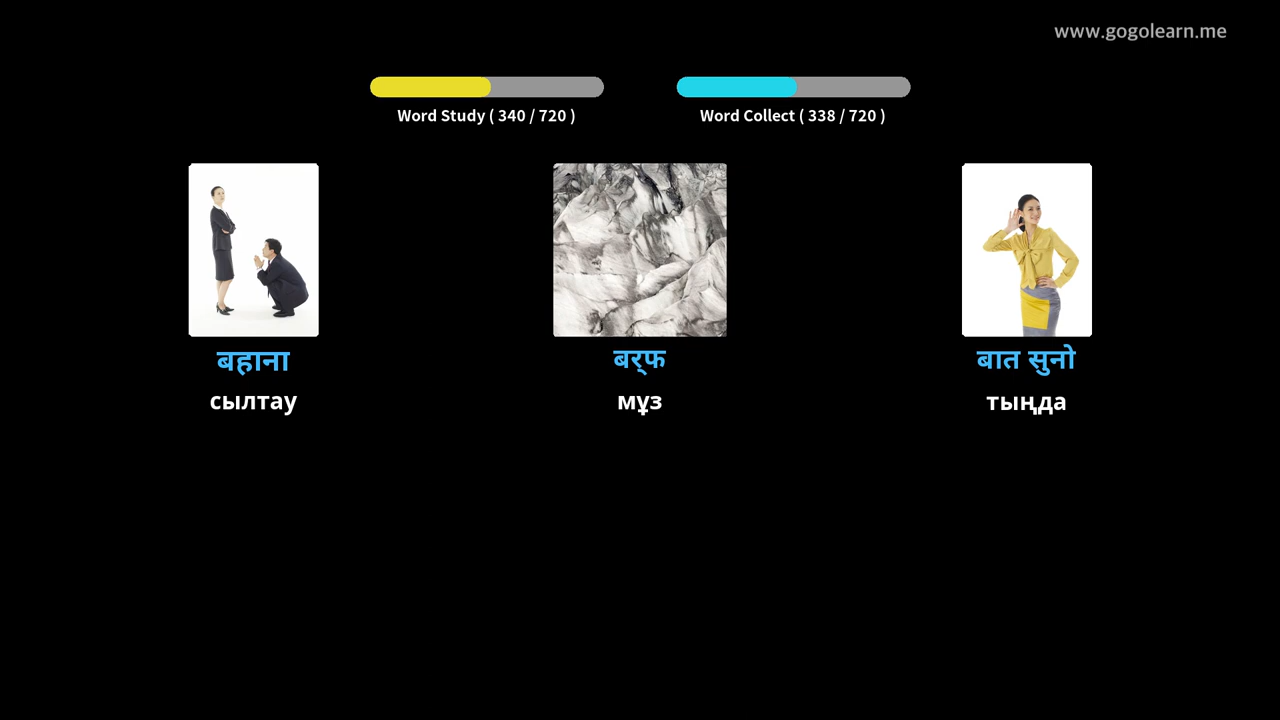 www.gogolearn.me
Word Study ( 340 / 720 )
Word Collect ( 338 / 720 )
बहाना
बर्फ
बात सुनो
сылтау
мұз
тыңда